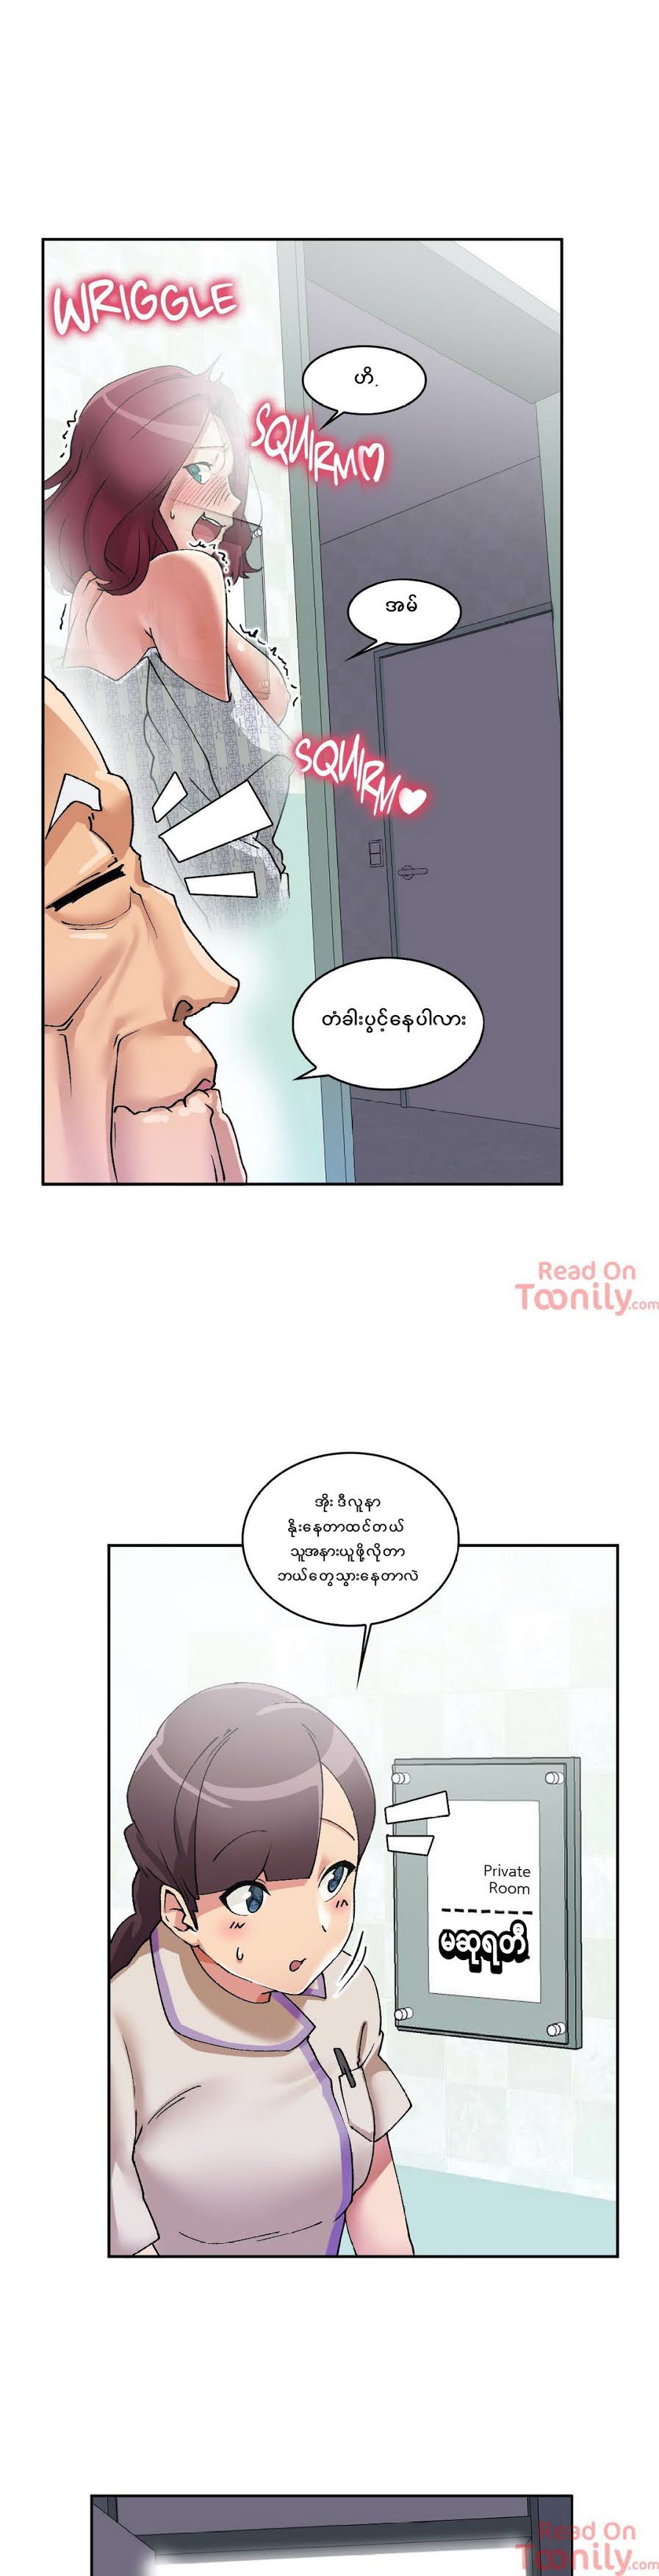 WRIGGLE
ဟိ.
SQUIRM♡
အမ်
SQUIRM♥
တံခါးပွင့်နေပါလား
Read On
Toonily.com
အိုး ဒီလူနာ
နိုးနေတာထင်တယ်
သူအနားယူဖို့လိုတာ
ဘယ်တွေသွားနေတာလဲ
Private
Room
မဆုရတီ
Read On
Toonily.com